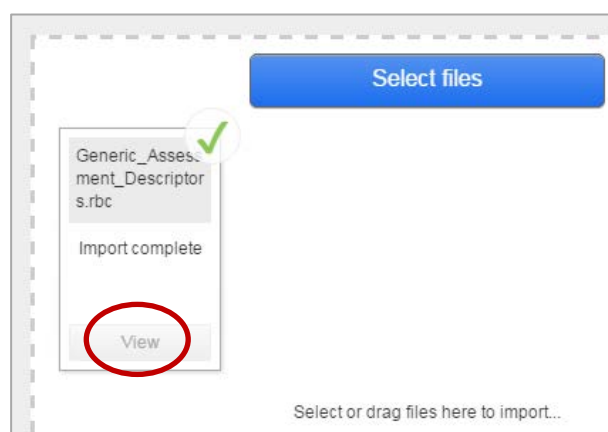 Select files
Generic_Assess
ment_Descriptor
s.rbc
Import complete
View
Select or drag files here to import...